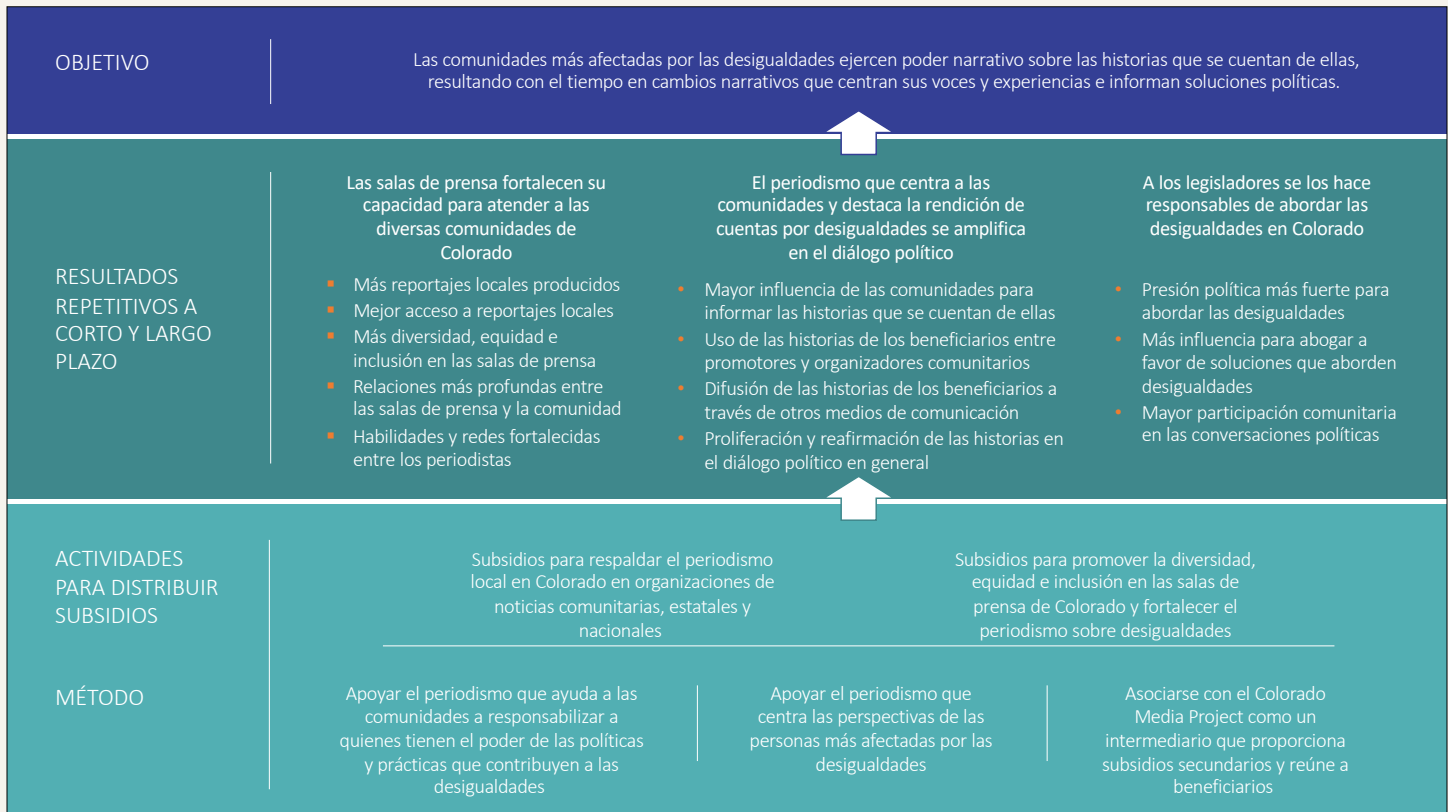 OBJETIVO
Las comunidades más afectadas por las desigualdades ejercen poder narrativo sobre las historias que se cuentan de ellas,
resultando con el tiempo en cambios narrativos que centran sus voces y experiencias e informan soluciones políticas.
RESULTADOS
REPETITIVOS A
CORTO Y LARGO
PLAZO
Las salas de prensa fortalecen su
capacidad para atender a las
diversas comunidades de
Colorado
▪ Más reportajes locales producidos
▪ Mejor acceso a reportajes locales
▪ Más diversidad, equidad e
inclusión en las salas de prensa
▪ Relaciones más profundas entre
las salas de prensa y la comunidad
▪ Habilidades y redes fortalecidas
entre los periodistas
El periodismo que centra a las
comunidades y destaca la rendición de
cuentas por desigualdades se amplifica
en el diálogo político
• Mayor influencia de las comunidades para
informar las historias que se cuentan de ellas
• Uso de las historias de los beneficiarios entre
promotores y organizadores comunitarios
• Difusión de las historias de los beneficiarios a
través de otros medios de comunicación
• Proliferación y reafirmación de las historias en
el diálogo político en general
A los legisladores se los hace
responsables de abordar las
desigualdades en Colorado
• Presión política más fuerte para
abordar las desigualdades
• Más influencia para abogar a
favor de soluciones que aborden
desigualdades
• Mayor participación comunitaria
en las conversaciones políticas
ACTIVIDADES
PARA DISTRIBUIR
SUBSIDIOS
Subsidios para respaldar el periodismo
local en Colorado en organizaciones de
noticias comunitarias, estatales y
nacionales
Subsidios para promover la diversidad,
equidad e inclusión en las salas de
prensa de Colorado y fortalecer el
periodismo sobre desigualdades
MÉTODO
Apoyar el periodismo que ayuda a las
comunidades a responsabilizar a
quienes tienen el poder de las políticas
y prácticas que contribuyen a las
desigualdades
Apoyar el periodismo que
centra las perspectivas de las
personas más afectadas por las
desigualdades
Asociarse con el Colorado
Media Project como un
intermediario que proporciona
subsidios secundarios y reúne a
beneficiarios